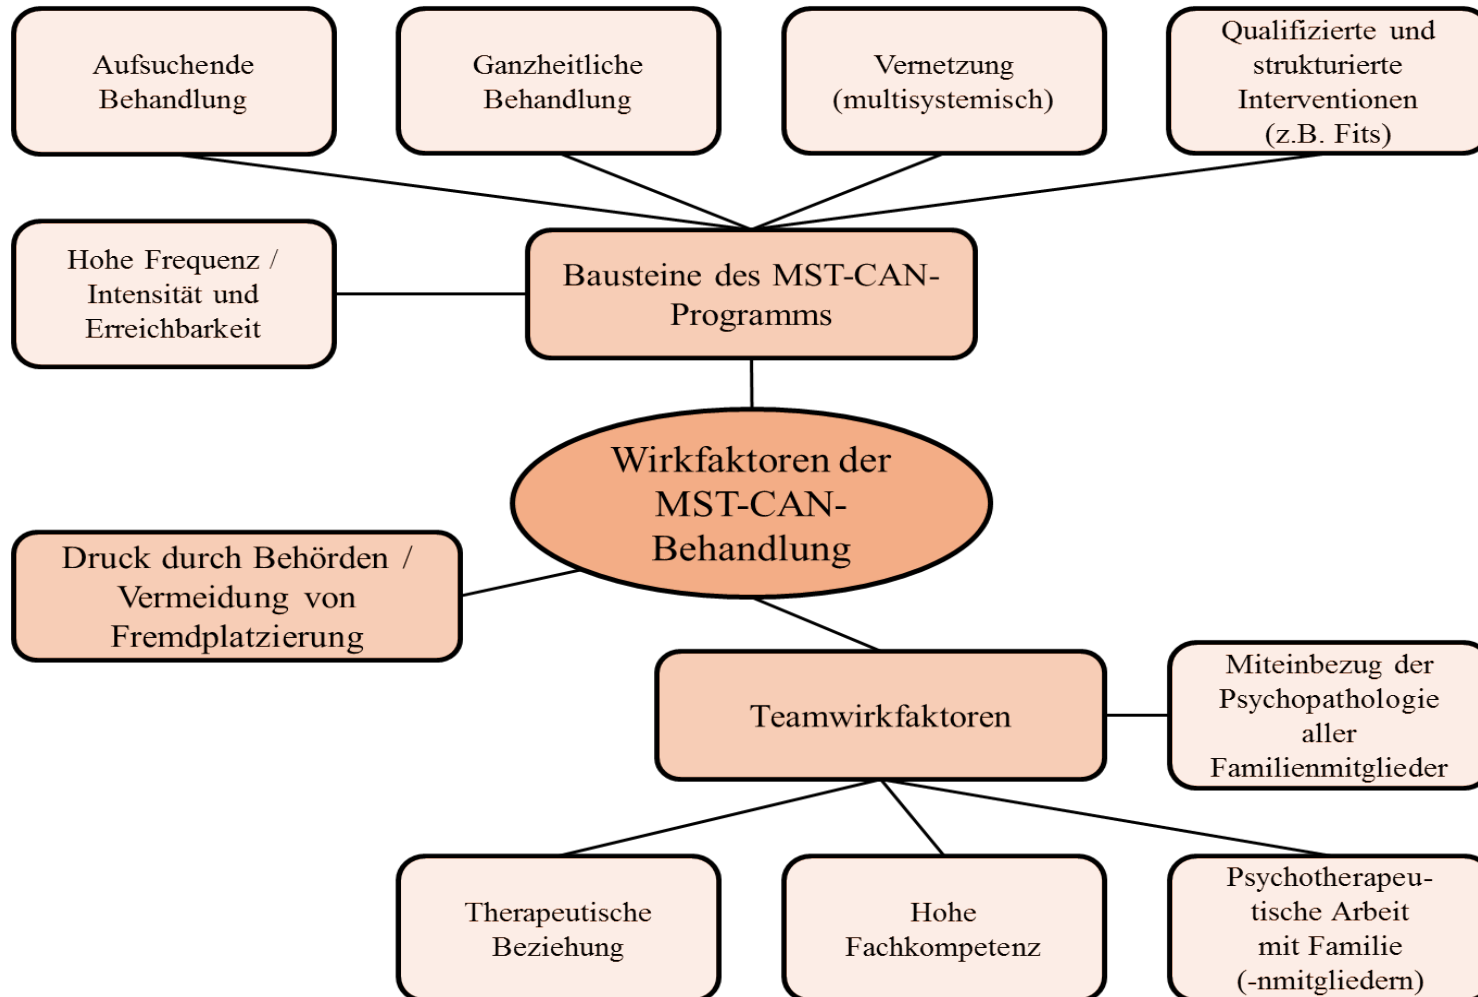 Aufsuchende
Behandlung
Ganzheitliche
Behandlung
Vernetzung
(multisystemisch)
Qualifizierte und
strukturierte
Interventionen
(z.B. Fits)
Hohe Frequenz /
Intensität und
Erreichbarkeit
Bausteine des MST-CAN-
Programms
Wirkfaktoren der
MST-CAN-
Behandlung
Druck durch Behörden /
Vermeidung von
Fremdplatzierung
Teamwirkfaktoren
Miteinbezug der
Psychopathologie
aller
Familienmitglieder
Therapeutische
Beziehung
Hohe
Fachkompetenz
Psychotherapeu-
tische Arbeit
mit Familie
(-nmitgliedern)